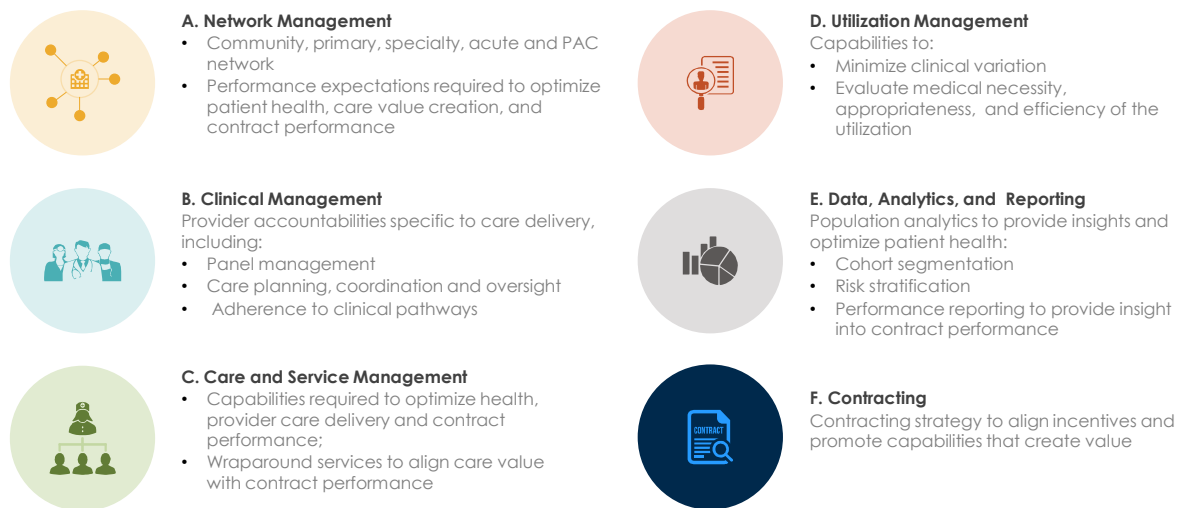 A. Network Management
• Community, primary, specialty, acute and PAC
network
• Performance expectations required to optimize
patient health, care value creation, and
contract performance
B. Clinical Management
Provider accountabilities specific to care delivery,
including:
• Panel management
• Care planning, coordination and oversight
• Adherence to clinical pathways
C. Care and Service Management
• Capabilities required to optimize health,
provider care delivery and contract
performance;
• Wraparound services to align care value
with contract performance
D. Utilization Management
Capabilities to:
• Minimize clinical variation
• Evaluate medical necessity,
appropriateness, and efficiency of the
utilization
E. Data, Analytics, and Reporting
Population analytics to provide insights and
optimize patient health:
• Cohort segmentation
• Risk stratification
• Performance reporting to provide insight
into contract performance
CONTRACT
F. Contracting
Contracting strategy to align incentives and
promote capabilities that create value